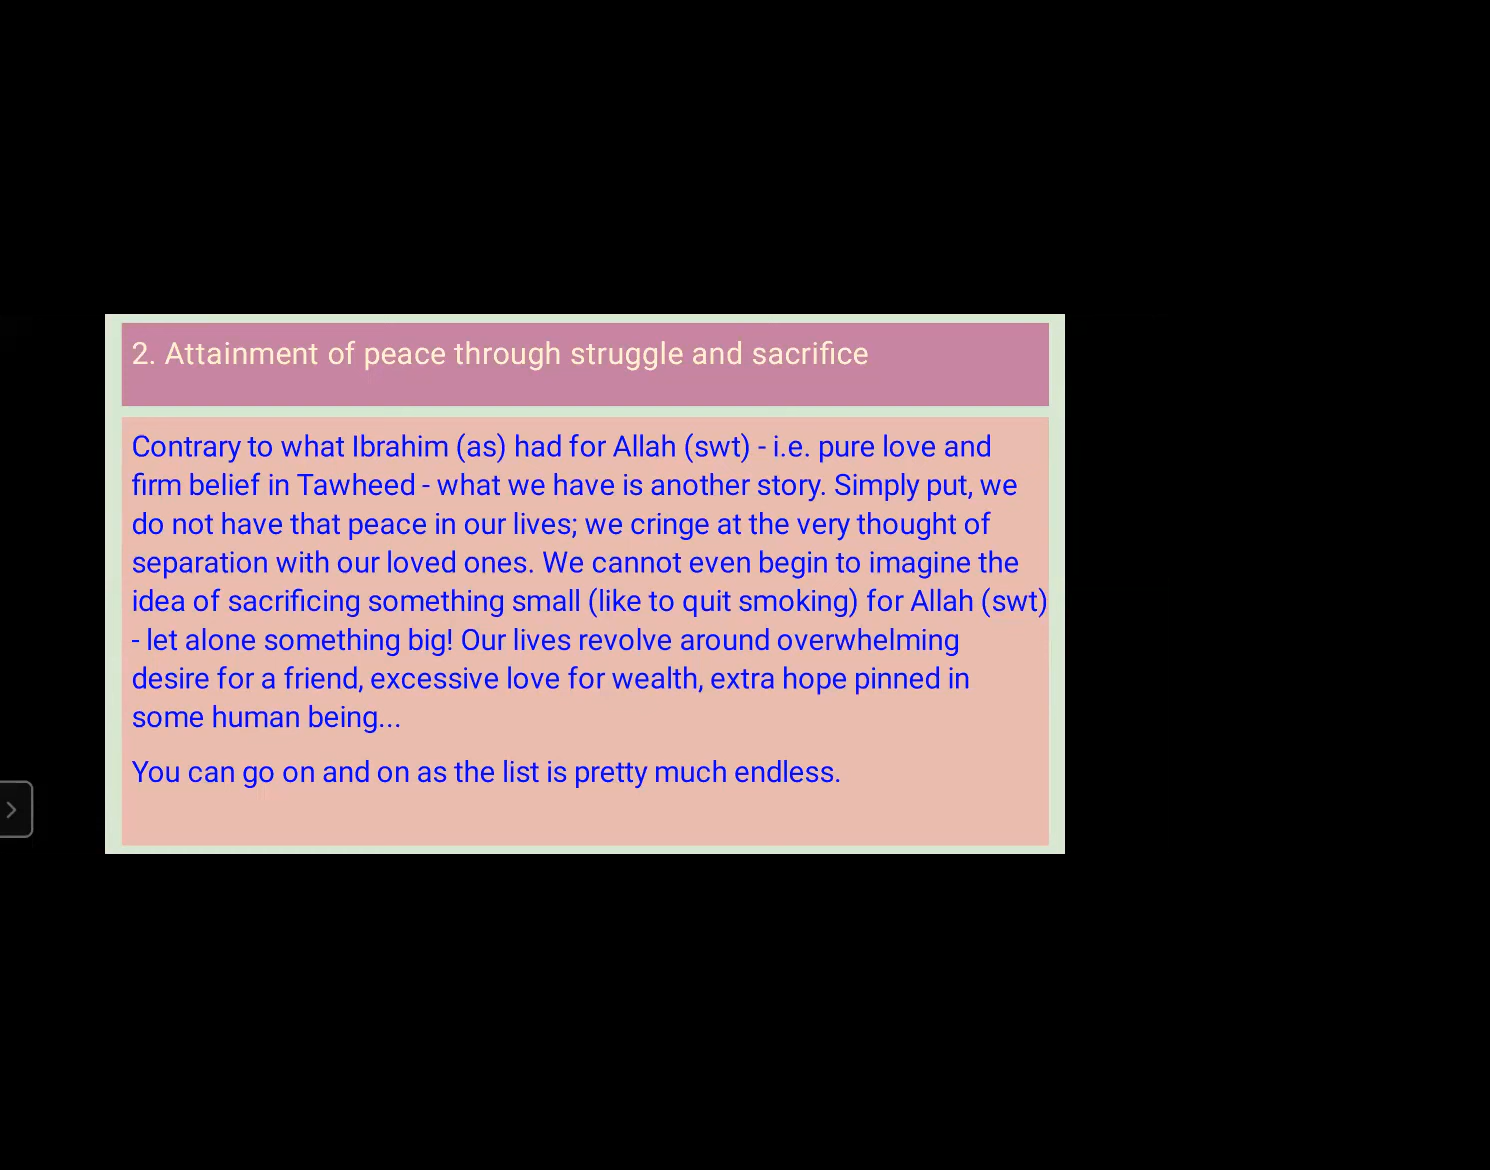 2. Attainment of peace through struggle and sacrifice
Contrary to what Ibrahim (as) had for Allah (swt) - i.e. pure love and
firm belief in Tawheed - what we have is another story. Simply put, we
do not have that peace in our lives; we cringe at the very thought of
separation with our loved ones. We cannot even begin to imagine the
idea of sacrificing something small (like to quit smoking) for Allah (swt)
- let alone something big! Our lives revolve around overwhelming
desire for a friend, excessive love for wealth, extra hope pinned in
some human being...
You can go on and on as the list is pretty much endless.